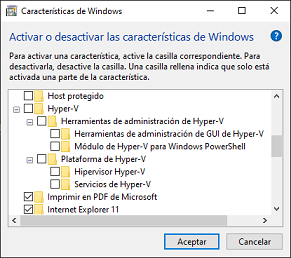 Características de Windows
Activar o desactivar las características de Windows
Para activar una característica, active la casilla correspondiente. Para
desactivarla, desactive la casilla. Una casilla rellena indica que solo está
activada una parte de la característica.
Host protegido
Hyper-V
Herramientas de administración de Hyper-V
Herramientas de administración de GUI de Hyper-V
Módulo de Hyper-V para Windows PowerShell
Plataforma de Hyper-V
Hipervisor Hyper-V
Servicios de Hyper-V
Imprimir en PDF de Microsoft
Internet Explorer 11
Aceptar
Cancelar